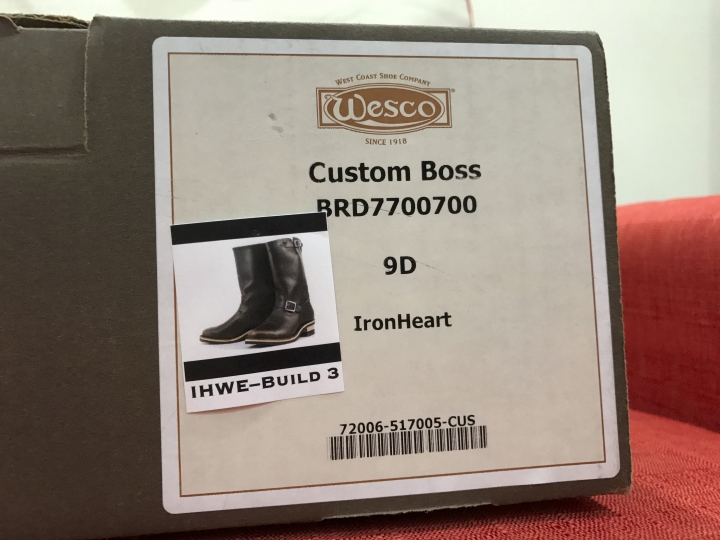 West Coast Shoe Company
Wesco
SINCE 1918
Custom Boss
BRD7700700
9D
IronHeart
IHWE–Build 3
72006-517005-CUS